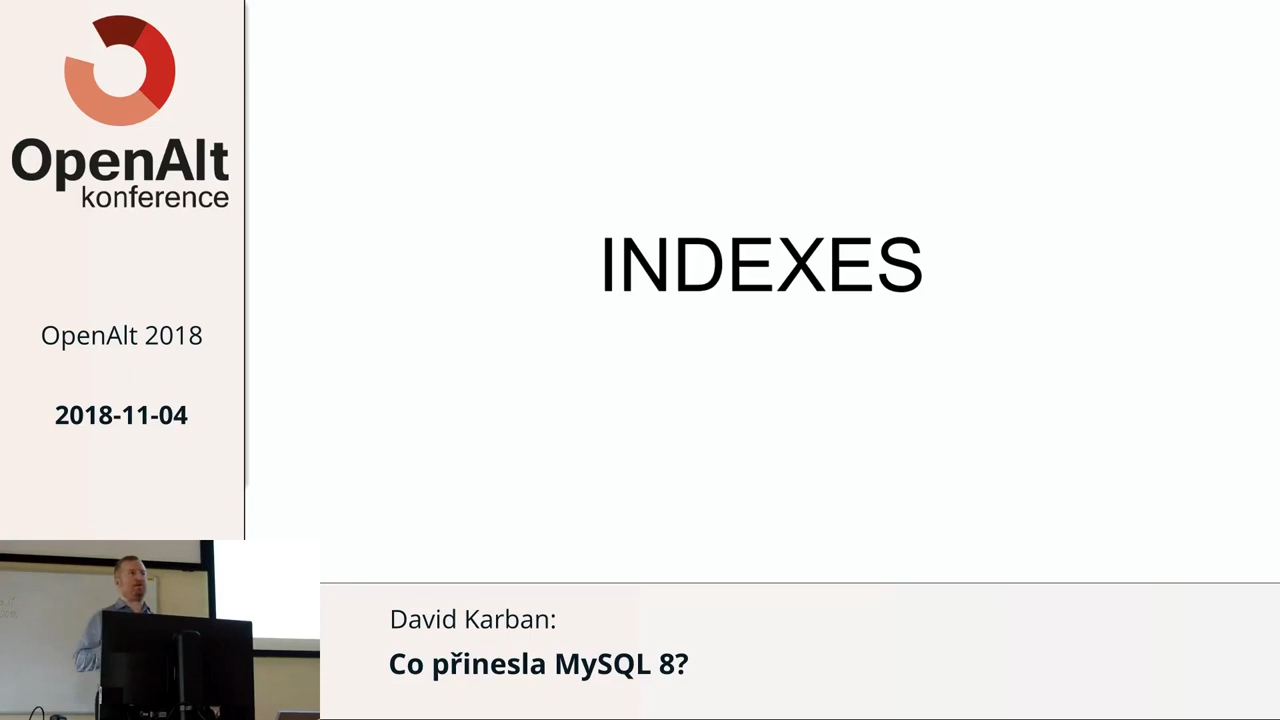 OpenAlt
konference
OpenAlt 2018
2018-11-04
INDEXES
David Karban:
Co přinesla MySQL 8?